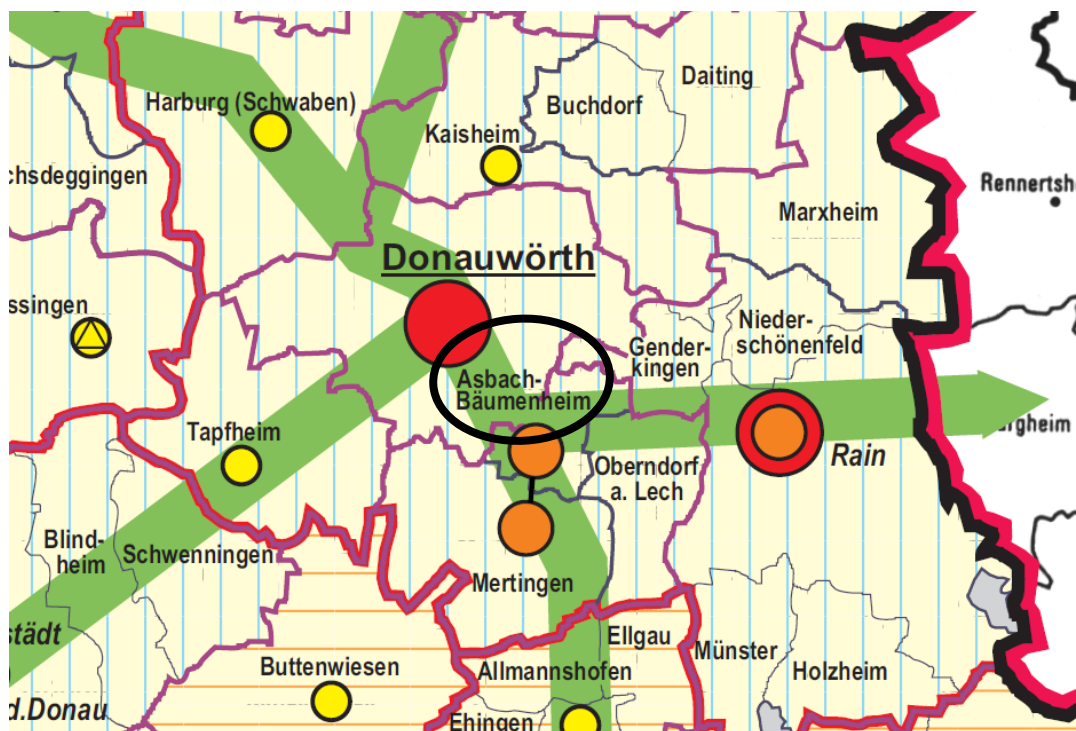 Daiting
Harburg (Schwaben)
Buchdorf
Kaisheim
chsdeggingen
Rennertsh
Marxheim
Donauwörth
ssingen
Nieder-
schönenfeld
Gender-
kingen
Asbach-
Bäumenheim
Tapfheim
urgheim
Rain
Oberndorf
a. Lech
Blind-
heim
Schwenningen
Mertingen
städt
Ellgau
Münster
Buttenwiesen
Allmannshofen
Holzheim
d.Donau
Ehingen